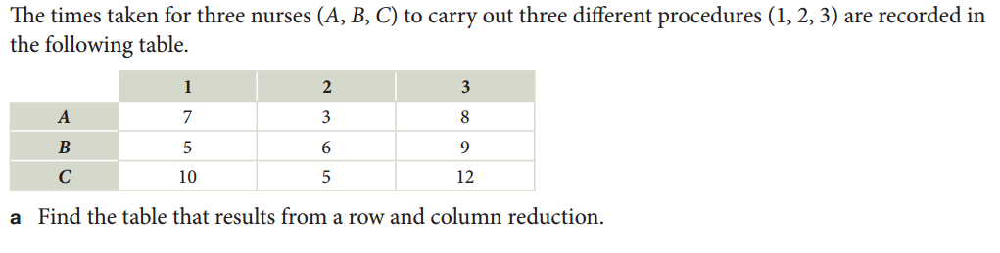 The times taken for three nurses (A, B, C) to carry out three different procedures (1, 2, 3) are recorded in
the following table.
1 2 3
A 7 3 8
B 5 6 9
C 10 5 12
a Find the table that results from a row and column reduction.